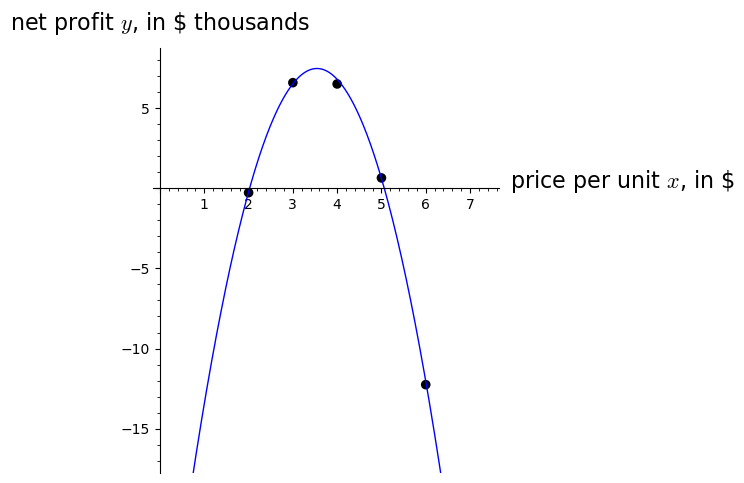 net profit y, in $ thousands
5
price per unit x, in $
1 2 3 4 5 6 7
−5
−10
−15